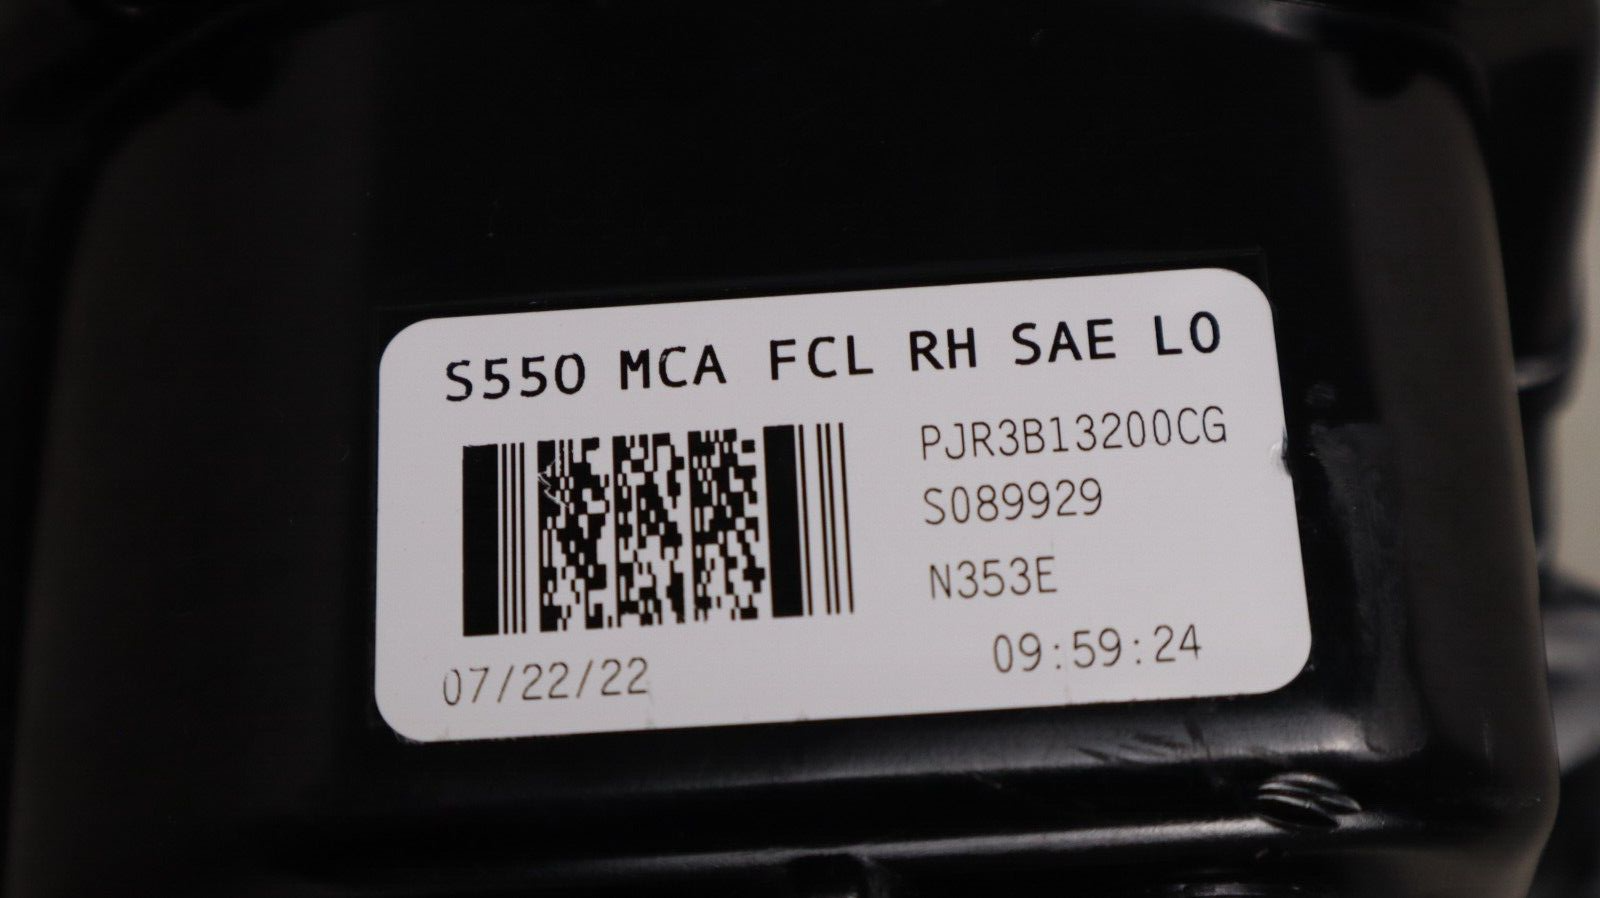 S550 MCA FCL RH SAE LO
PJR3B13200CG
S089929
N353E
07/22/22 09:59:24